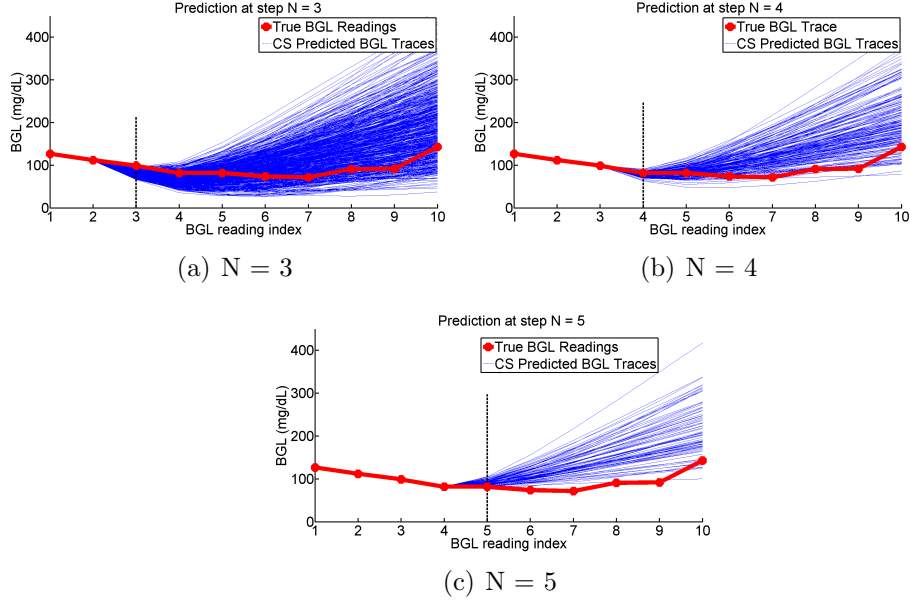 Prediction at step N = 3
True BGL Readings
CS Predicted BGL Traces
BGL (mg/dL)
400
300
200
100
0
1 2 3 4 5 6 7 8 9 10
BGL reading index
(a) N = 3
Prediction at step N = 4
True BGL Trace
CS Predicted BGL Traces
BGL (mg/dL)
400
300
200
100
0
1 2 3 4 5 6 7 8 9 10
BGL reading index
(b) N = 4
Prediction at step N = 5
True BGL Readings
CS Predicted BGL Traces
BGL (mg/dL)
400
300
200
100
0
1 2 3 4 5 6 7 8 9 10
BGL reading index
(c) N = 5